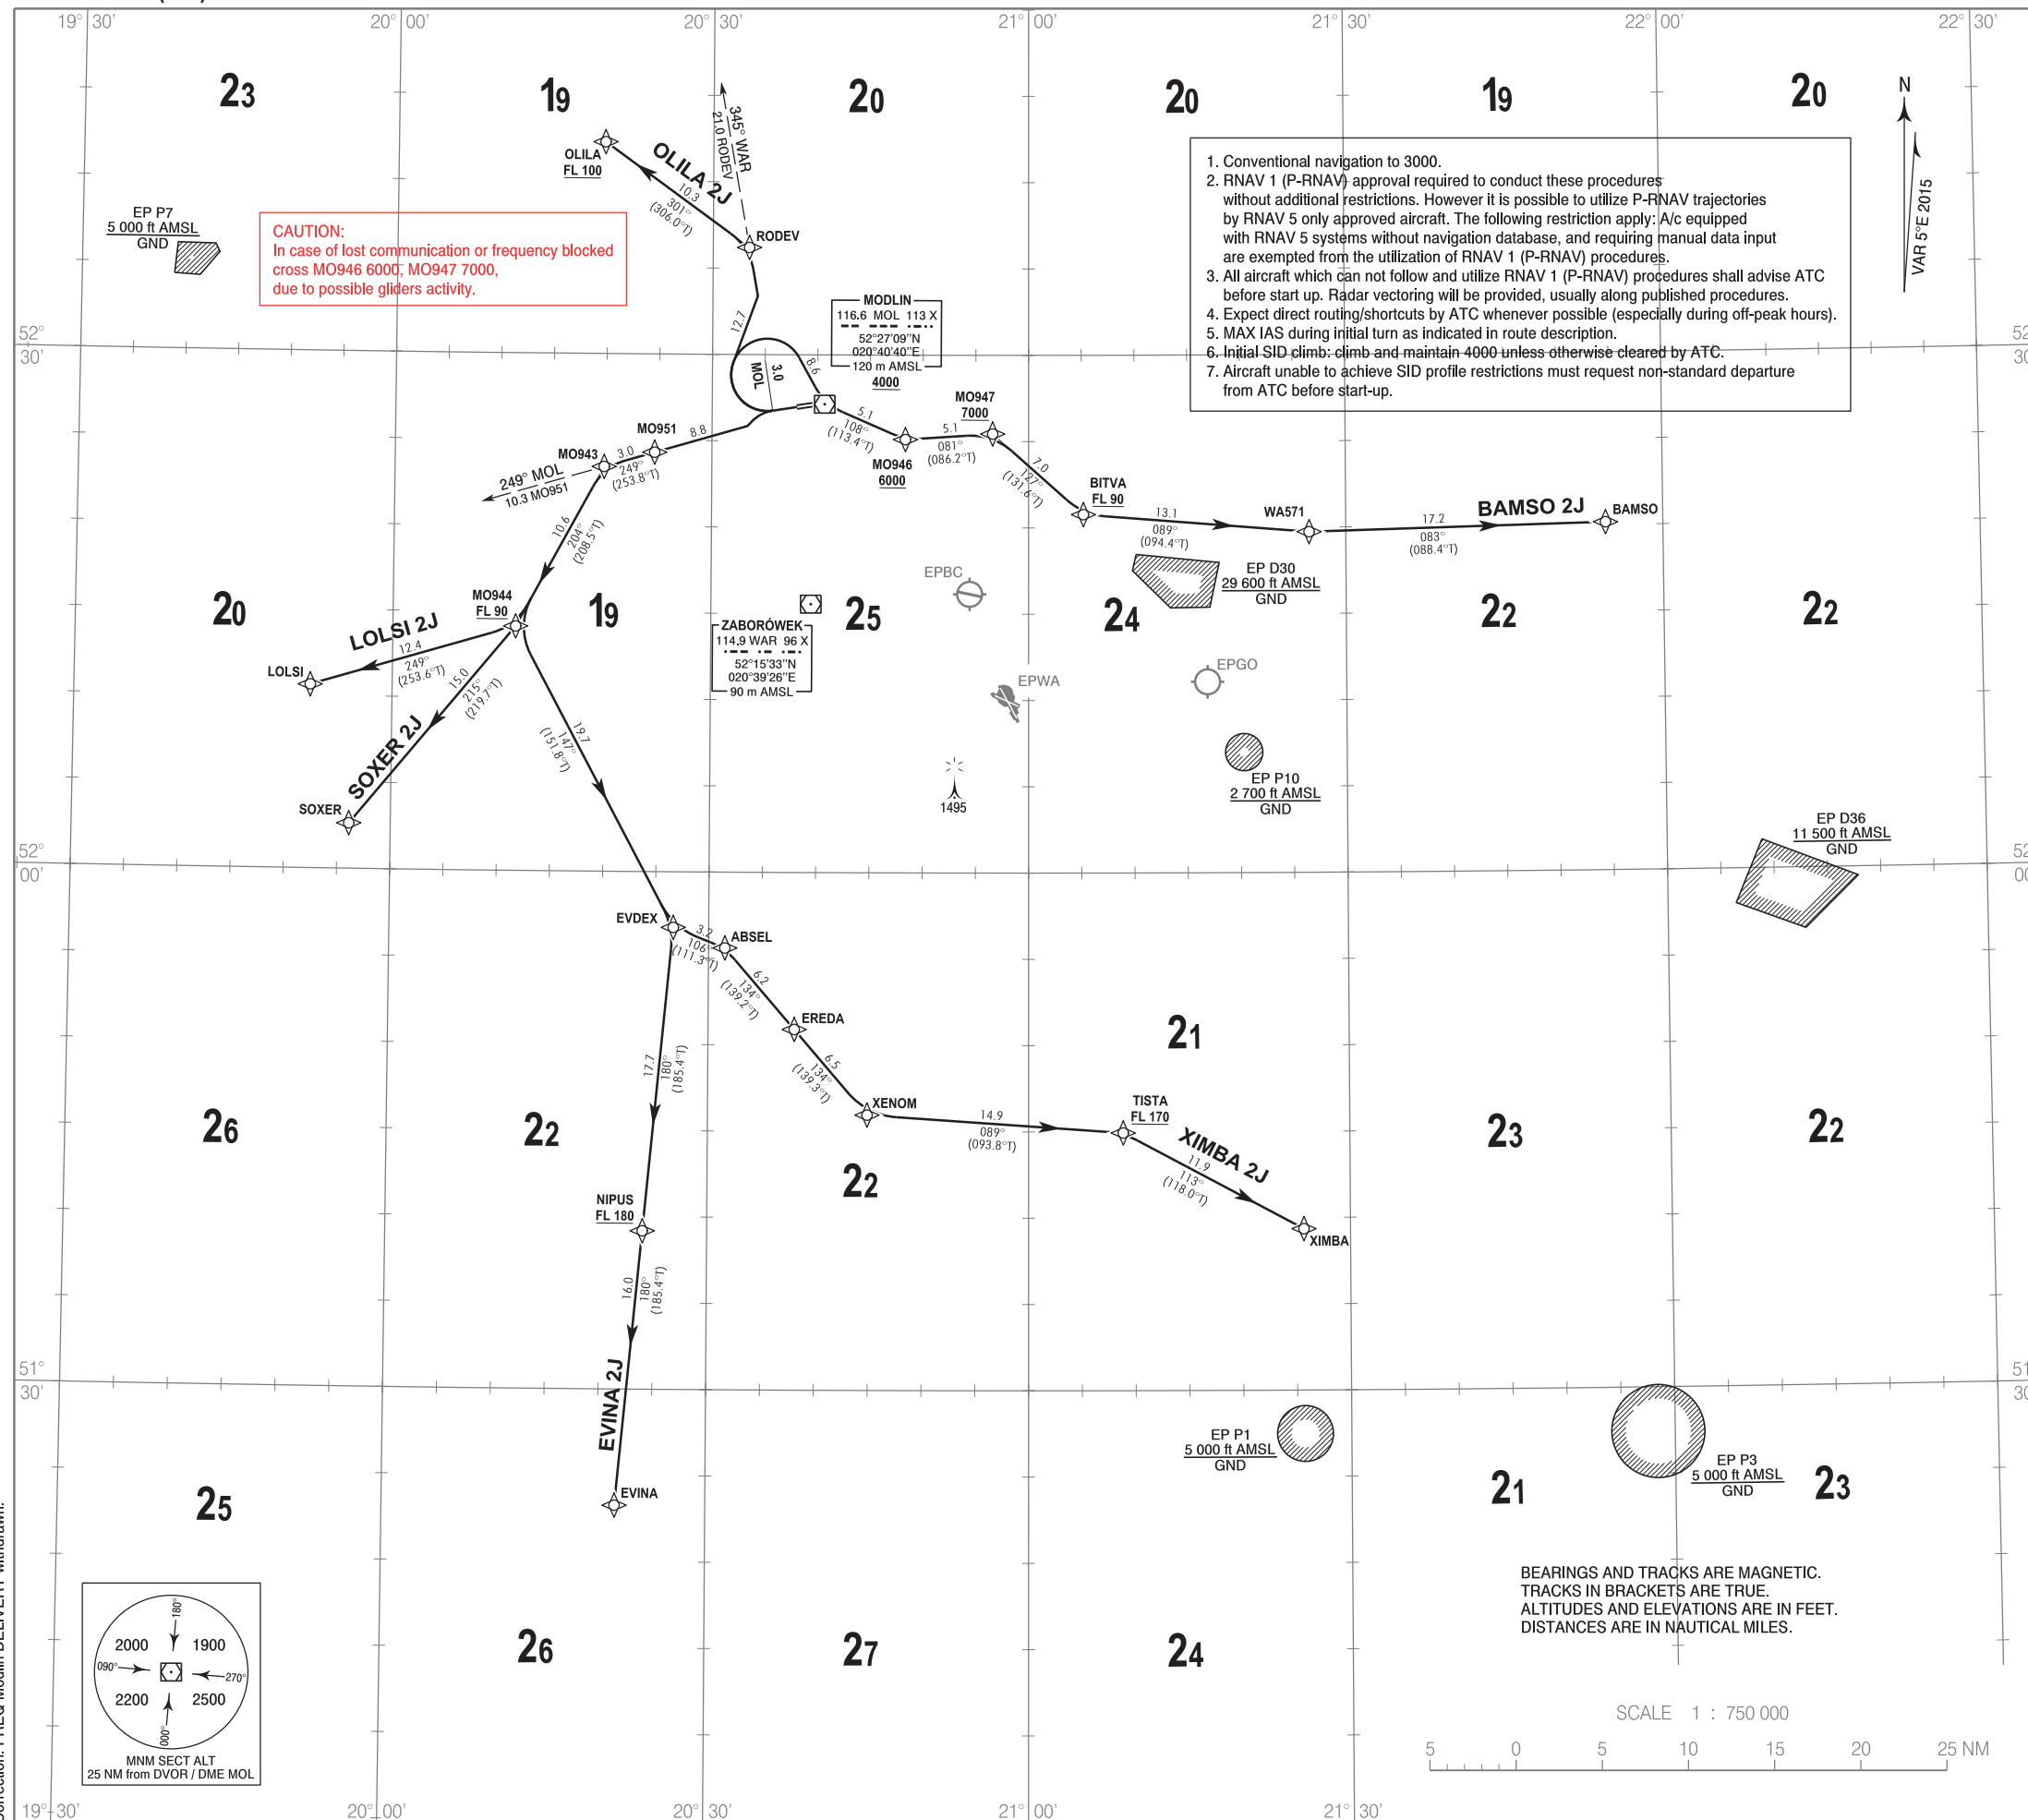 19° 30'
20° 00'
20° 30'
21° 00'
21° 30'
22° 00'
22° 30'
23
19
20
20
19
20
N
VAR 5°E 2015
345° WAR
21.0 RODEV
OLILA
FL 100
OLILA 2J
10.3
301°
(306.0°T)
RODEV
EP P7
5 000 ft AMSL
GND
CAUTION:
In case of lost communication or frequency blocked
cross MO946 6000, MO947 7000,
due to possible gliders activity.
1. Conventional navigation to 3000.
2. RNAV 1 (P-RNAV) approval required to conduct these procedures
without additional restrictions. However it is possible to utilize P-RNAV trajectories
by RNAV 5 only approved aircraft. The following restriction apply: A/c equipped
with RNAV 5 systems without navigation database, and requiring manual data input
are exempted from the utilization of RNAV 1 (P-RNAV) procedures.
3. All aircraft which can not follow and utilize RNAV 1 (P-RNAV) procedures shall advise ATC
before start up. Radar vectoring will be provided, usually along published procedures.
4. Expect direct routing/shortcuts by ATC whenever possible (especially during off-peak hours).
5. MAX IAS during initial turn as indicated in route description.
6. Initial SID climb: climb and maintain 4000 unless otherwise cleared by ATC.
7. Aircraft unable to achieve SID profile restrictions must request non-standard departure
from ATC before start-up.
12.7
MODLIN
116.6 MOL 113 X
52°27'09"N
020°40'40"E
120 m AMSL
4000
52°
30'
52
30
8.6
3.0
MOL
MO947
7000
5.1
108°
(113.4°T)
5.1
081°
(086.2°T)
MO946
6000
MO951
8.8
MO943
3.0
249°
(253.8°T)
249° MOL
10.3 MO951
7.0
127°
(131.6°T)
BITVA
FL 90
13.1
089°
(094.4°T)
WA571
17.2
083°
(088.4°T)
BAMSO 2J
BAMSO
10.6
204°
(208.5°T)
EPBC
EP D30
29 600 ft AMSL
GND
MO944
FL 90
20
19
25
24
22
22
LOLSI 2J
12.4
249°
(253.6°T)
LOLSI
ZABORÓWEK
114.9 WAR 96 X
52°15'33"N
020°39'26"E
90 m AMSL
15.0
215°
(219.7°T)
SOXER 2J
SOXER
19.7
147°
(151.8°T)
EPWA
EPGO
1495
EP P10
2 700 ft AMSL
GND
EP D36
11 500 ft AMSL
GND
52°
00'
52
00
EVDEX
3.2
106°
(111.3°T)
ABSEL
6.2
134°
(139.2°T)
EREDA
6.5
134°
(139.3°T)
XENOM
14.9
089°
(093.8°T)
TISTA
FL 170
XIMBA 2J
11.9
113°
(118.0°T)
XIMBA
17.7
180°
(185.4°T)
21
26
22
22
23
22
NIPUS
FL 180
16.0
180°
(185.4°T)
EVINA 2J
EVINA
51°
30'
51
30
EP P1
5 000 ft AMSL
GND
EP P3
5 000 ft AMSL
GND
25
21
23
26
27
24
Correction: FREQ Modlin DELIVERY withdrawn.
180°
2000
1900
090°
270°
2200
2500
000°
MNM SECT ALT
25 NM from DVOR / DME MOL
BEARINGS AND TRACKS ARE MAGNETIC.
TRACKS IN BRACKETS ARE TRUE.
ALTITUDES AND ELEVATIONS ARE IN FEET.
DISTANCES ARE IN NAUTICAL MILES.
SCALE 1 : 750 000
5 0 5 10 15 20 25 NM
19° 30'
20° 00'
20° 30'
21° 00'
21° 30'